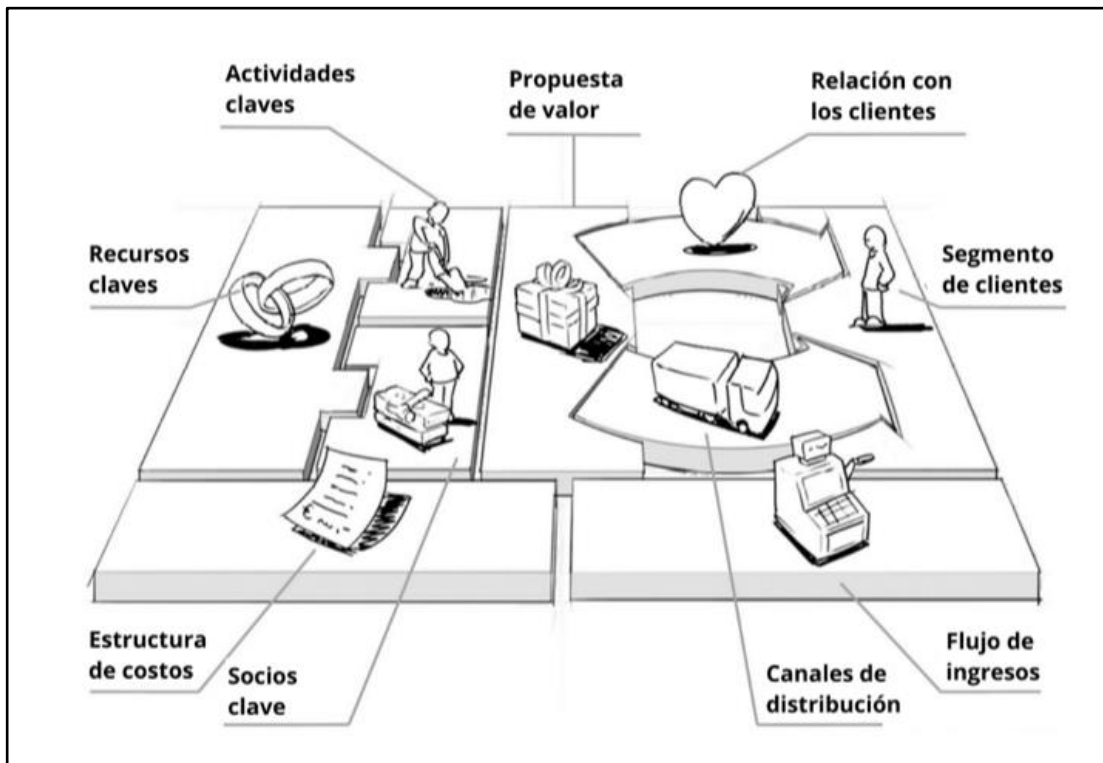 Actividades
claves
Propuesta
de valor
Relación con
los clientes
Recursos
claves
Segmento
de clientes
Estructura
de costos
Socios
clave
Canales de
distribución
Flujo de
ingresos